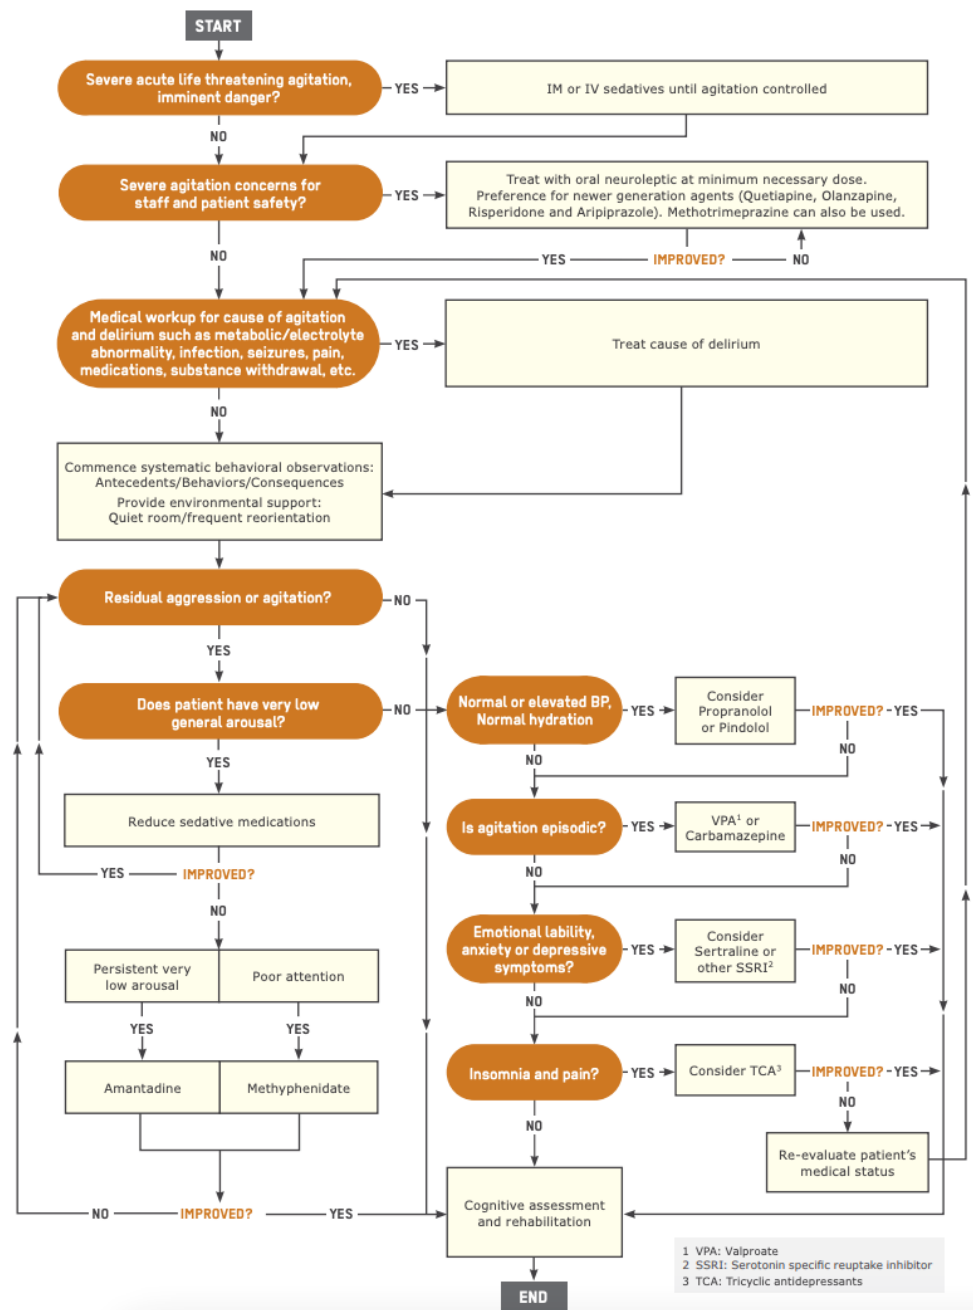 START
Severe acute life threatening agitation,
imminent danger?
YES
IM or IV sedatives until agitation controlled
NO
Severe agitation concerns for
staff and patient safety?
YES
Treat with oral neuroleptic at minimum necessary dose.
Preference for newer generation agents (Quetiapine, Olanzapine,
Risperidone and Aripiprazole). Methotrimeprazine can also be used.
NO
YES
IMPROVED?
NO
Medical workup for cause of agitation
and delirium such as metabolic/electrolyte
abnormality, infection, seizures, pain,
medications, substance withdrawal, etc.
YES
Treat cause of delirium
NO
Commence systematic behavioral observations:
Antecedents/Behaviors/Consequences
Provide environmental support:
Quiet room/frequent reorientation
Residual aggression or agitation?
NO
YES
Does patient have very low
general arousal?
NO
YES
Reduce sedative medications
YES
IMPROVED?
NO
Persistent very
low arousal
Poor attention
YES
YES
Amantadine
Methyphenidate
NO
IMPROVED?
YES
Normal or elevated BP,
Normal hydration
YES
Consider
Propranolol
or Pindolol
IMPROVED?
YES
NO
NO
Is agitation episodic?
YES
VPA¹ or
Carbamazepine
IMPROVED?
YES
NO
NO
Emotional lability,
anxiety or depressive
symptoms?
YES
Consider
Sertraline or
other SSRI²
IMPROVED?
YES
NO
NO
Insomnia and pain?
YES
Consider TCA³
IMPROVED?
YES
NO
NO
Re-evaluate patient's
medical status
Cognitive assessment
and rehabilitation
END
1 VPA: Valproate
2 SSRI: Serotonin specific reuptake inhibitor
3 TCA: Tricyclic antidepressants